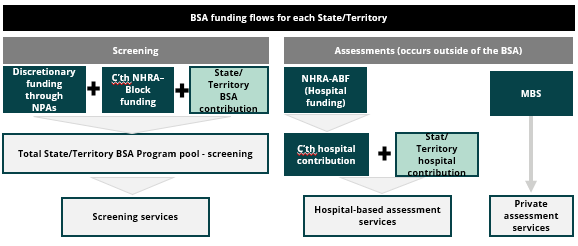 BSA funding flows for each State/Territory
Screening
Assessments (occurs outside of the BSA)
Discretionary
funding
through
NPAs
+
C'th NHRA–
Block
funding
+
State/
Territory
BSA
contribution
NHRA-ABF
(Hospital
funding)
MBS
Total State/Territory BSA Program pool - screening
C'th hospital
contribution
+
Stat/
Territory
hospital
contribution
Screening services
Hospital-based assessment
services
Private
assessment
services